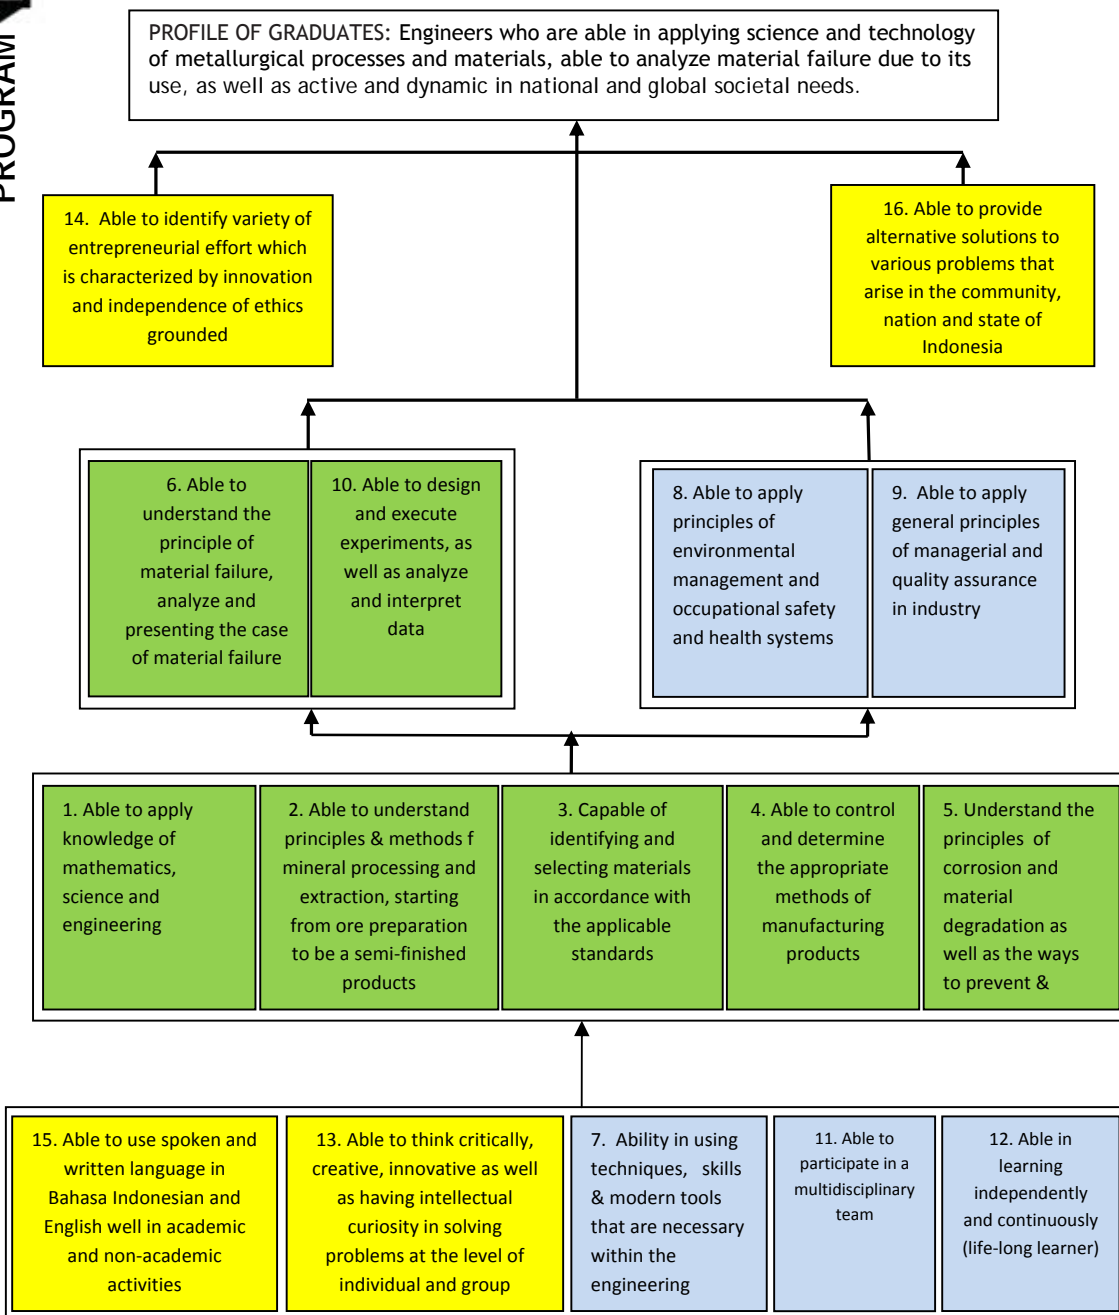 PROGRAM
PROFILE OF GRADUATES: Engineers who are able in applying science and technology
of metallurgical processes and materials, able to analyze material failure due to its
use, as well as active and dynamic in national and global societal needs.
14. Able to identify variety of
entrepreneurial effort which
is characterized by innovation
and independence of ethics
grounded
16. Able to provide
alternative solutions to
various problems that
arise in the community,
nation and state of
Indonesia
6. Able to
understand the
principle of
material failure,
analyze and
presenting the case
of material failure
10. Able to design
and execute
experiments, as
well as analyze
and interpret
data
8. Able to apply
principles of
environmental
management and
occupational safety
and health systems
9. Able to apply
general principles
of managerial and
quality assurance
in industry
1. Able to apply
knowledge of
mathematics,
science and
engineering
2. Able to understand
principles & methods f
mineral processing and
extraction, starting
from ore preparation
to be a semi-finished
products
3. Capable of
identifying and
selecting materials
in accordance with
the applicable
standards
4. Able to control
and determine
the appropriate
methods of
manufacturing
products
5. Understand the
principles of
corrosion and
material
degradation as
well as the ways
to prevent &
15. Able to use spoken and
written language in
Bahasa Indonesian and
English well in academic
and non-academic
activities
13. Able to think critically,
creative, innovative as well
as having intellectual
curiosity in solving
problems at the level of
individual and group
7. Ability in using
techniques, skills
& modern tools
that are necessary
within the
engineering
11. Able to
participate in a
multidisciplinary
team
12. Able in
learning
independently
and continuously
(life-long learner)